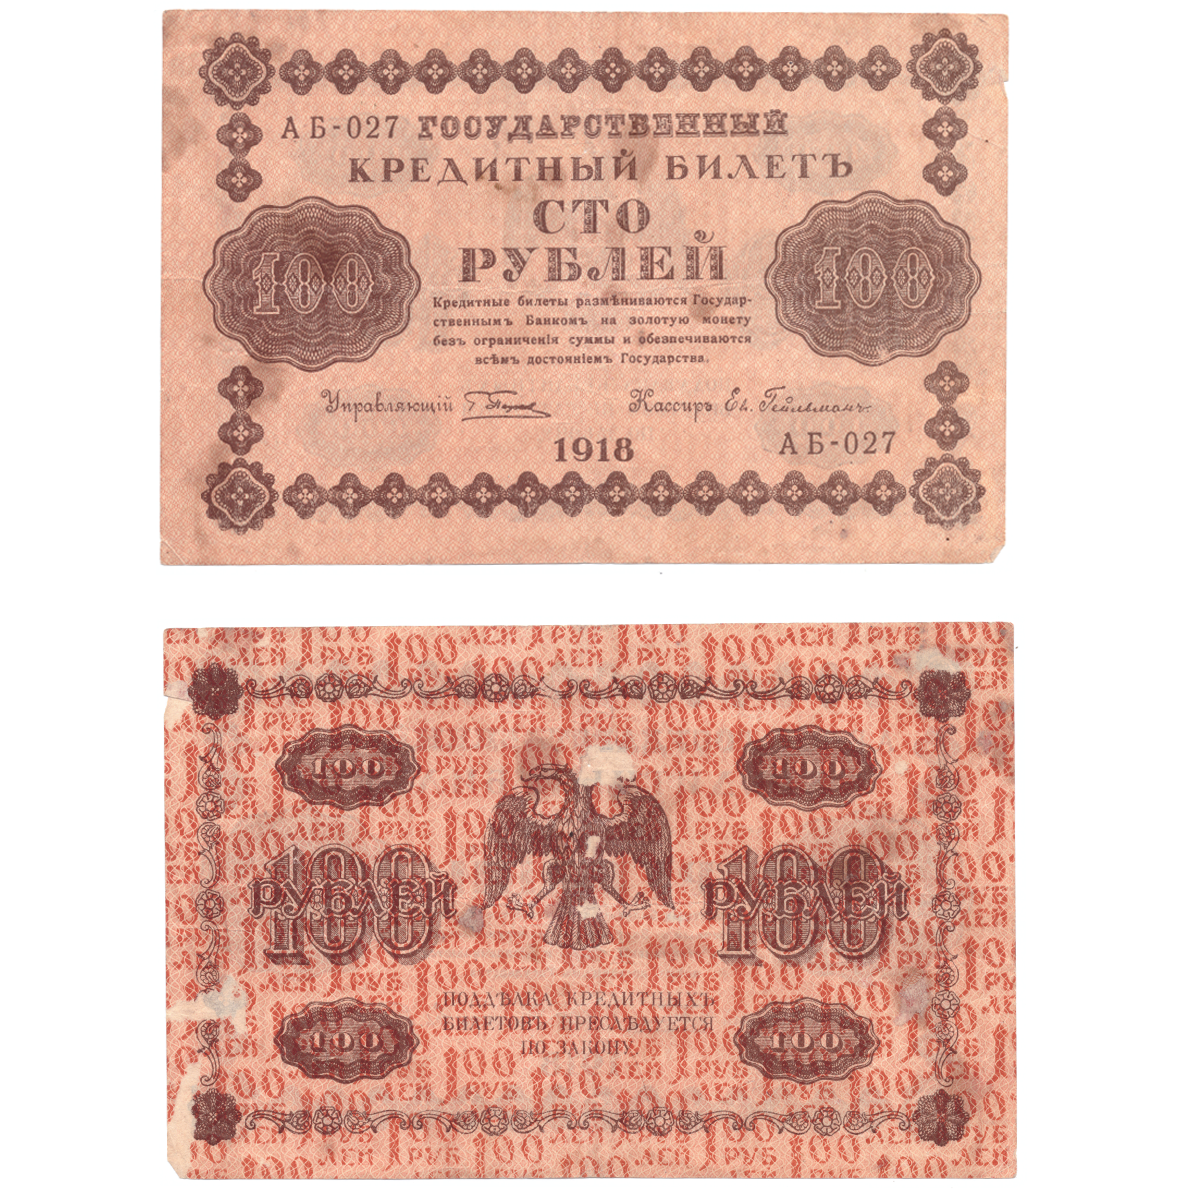 АБ-027 ГОСУДАРСТВЕННЫЙ
КРЕДИТНЫЙ БИЛЕТЪ
СТО
РУБЛЕЙ
100
100
Кредитные билеты размѣниваются Государ-
ственнымъ Банкомъ на золотую монету
безъ ограниченія суммы и обезпечиваются
всѣмъ достояніемъ Государства.
Управляющій
Кассиръ Ев. Гейльманъ
1918
АБ-027
100
100
100
РУБЛЕЙ
100
РУБЛЕЙ
ПОДДѢЛКА КРЕДИТНЫХЪ
БИЛЕТОВЪ ПРЕСЛѢДУЕТСЯ
ПО ЗАКОНУ
100
100